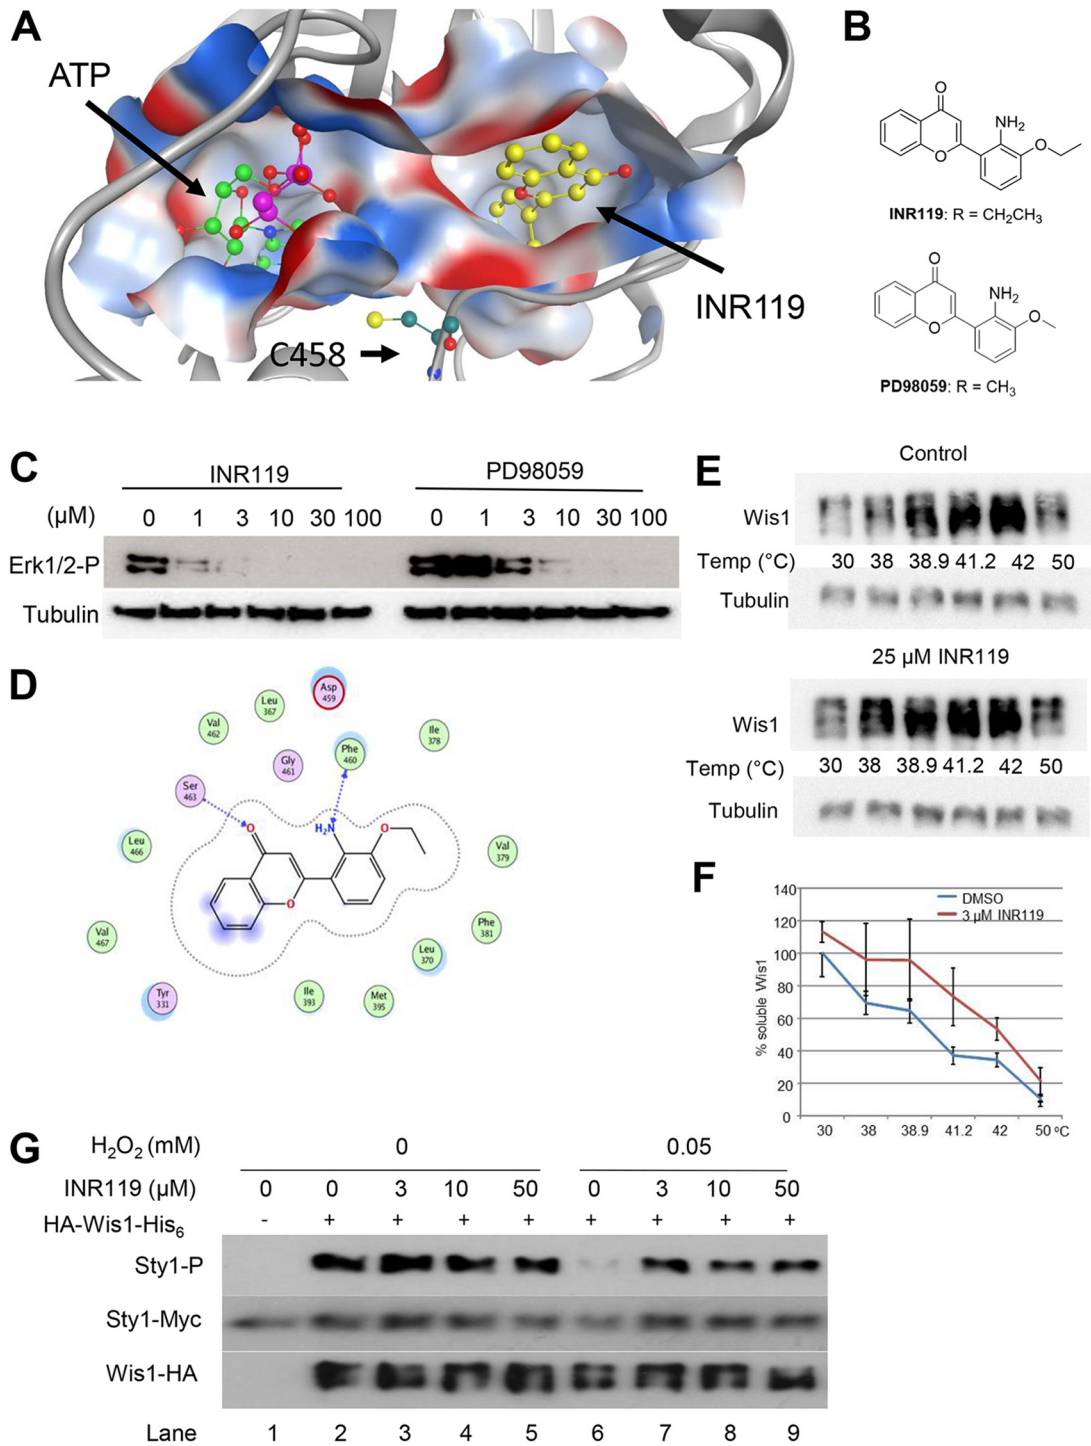 A
ATP
INR119
C458
B
O
NH₂
O
O
INR119: R = CH₂CH₃
O
NH₂
O
O
PD98059: R = CH₃
C
INR119
PD98059
(µM)
0 1 3 10 30 100
0 1 3 10 30 100
Erk1/2-P
Tubulin
D
Asp 459
Leu 367
Val 462
Ile 378
Phe 460
Gly 461
Ser 463
O
H₂N
O
Leu 466
Val 379
O
Phe 381
Val 467
Leu 370
Tyr 331
Ile 393
Met 395
E
Control
Wis1
Temp (°C) 30 38 38.9 41.2 42 50
Tubulin
25 µM INR119
Wis1
Temp (°C) 30 38 38.9 41.2 42 50
Tubulin
F
% soluble Wis1
140
120
100
80
60
40
20
0
DMSO
3 µM INR119
30 38 38.9 41.2 42 50 ºC
G
H₂O₂ (mM) 0 0.05
INR119 (µM) 0 0 3 10 50 0 3 10 50
HA-Wis1-His₆ - + + + + + + + +
Sty1-P
Sty1-Myc
Wis1-HA
Lane 1 2 3 4 5 6 7 8 9